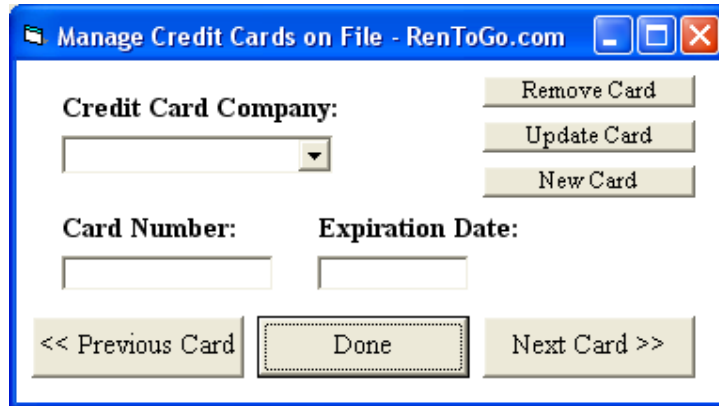 Manage Credit Cards on File - RenToGo.com
Credit Card Company:
Remove Card
Update Card
New Card
Card Number:
Expiration Date:
<< Previous Card
Done
Next Card >>